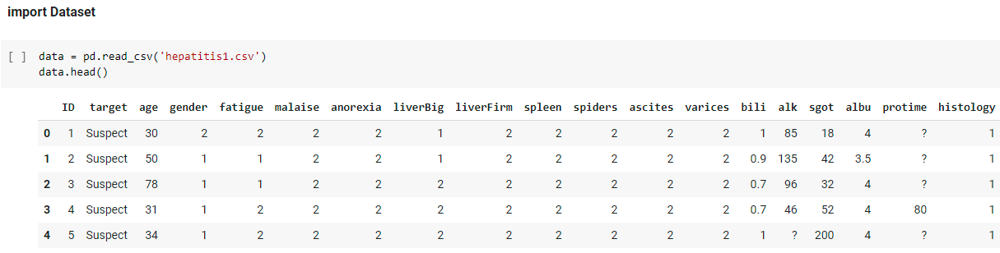 import Dataset
[ ] data = pd.read_csv('hepatitis1.csv')
data.head()
ID target age gender fatigue malaise anorexia liverBig liverFirm spleen spiders ascites varices bili alk sgot albu protime histology
0 1 Suspect 30 2 2 2 2 1 2 2 2 2 2 1 85 18 4 ? 1
1 2 Suspect 50 1 1 2 2 1 2 2 2 2 2 0.9 135 42 3.5 ? 1
2 3 Suspect 78 1 1 2 2 2 2 2 2 2 2 0.7 96 32 4 ? 1
3 4 Suspect 31 1 2 2 2 2 2 2 2 2 2 0.7 46 52 4 80 1
4 5 Suspect 34 1 2 2 2 2 2 2 2 2 2 1 ? 200 4 ? 1